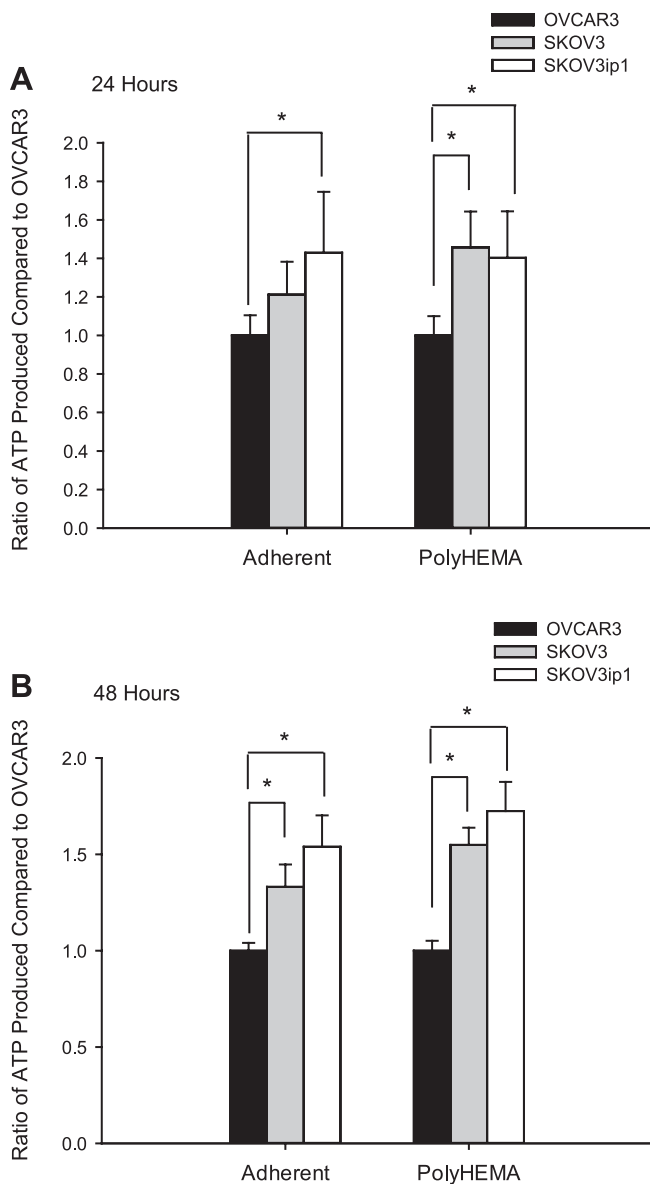 OVCAR3
SKOV3
SKOV3ip1
A
24 Hours
Ratio of ATP Produced Compared to OVCAR3
2.0
1.8
1.6
1.4
1.2
1.0
0.8
0.6
0.4
0.2
0.0
*
*
*
Adherent
PolyHEMA
OVCAR3
SKOV3
SKOV3ip1
B
48 Hours
Ratio of ATP Produced Compared to OVCAR3
2.0
1.5
1.0
0.5
0.0
*
*
*
*
Adherent
PolyHEMA